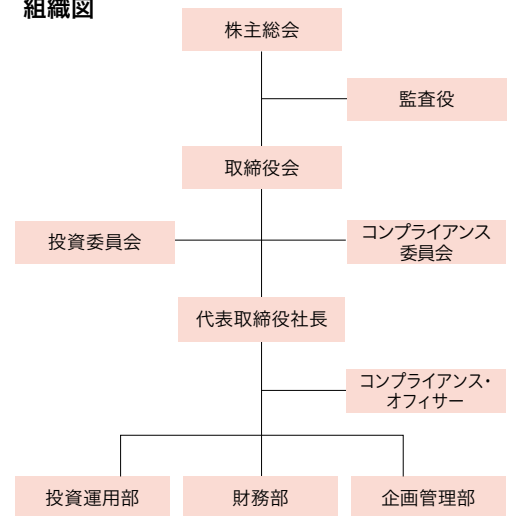 組織図
株主総会
監査役
取締役会
投資委員会
コンプライアンス
委員会
代表取締役社長
コンプライアンス・
オフィサー
投資運用部
財務部
企画管理部